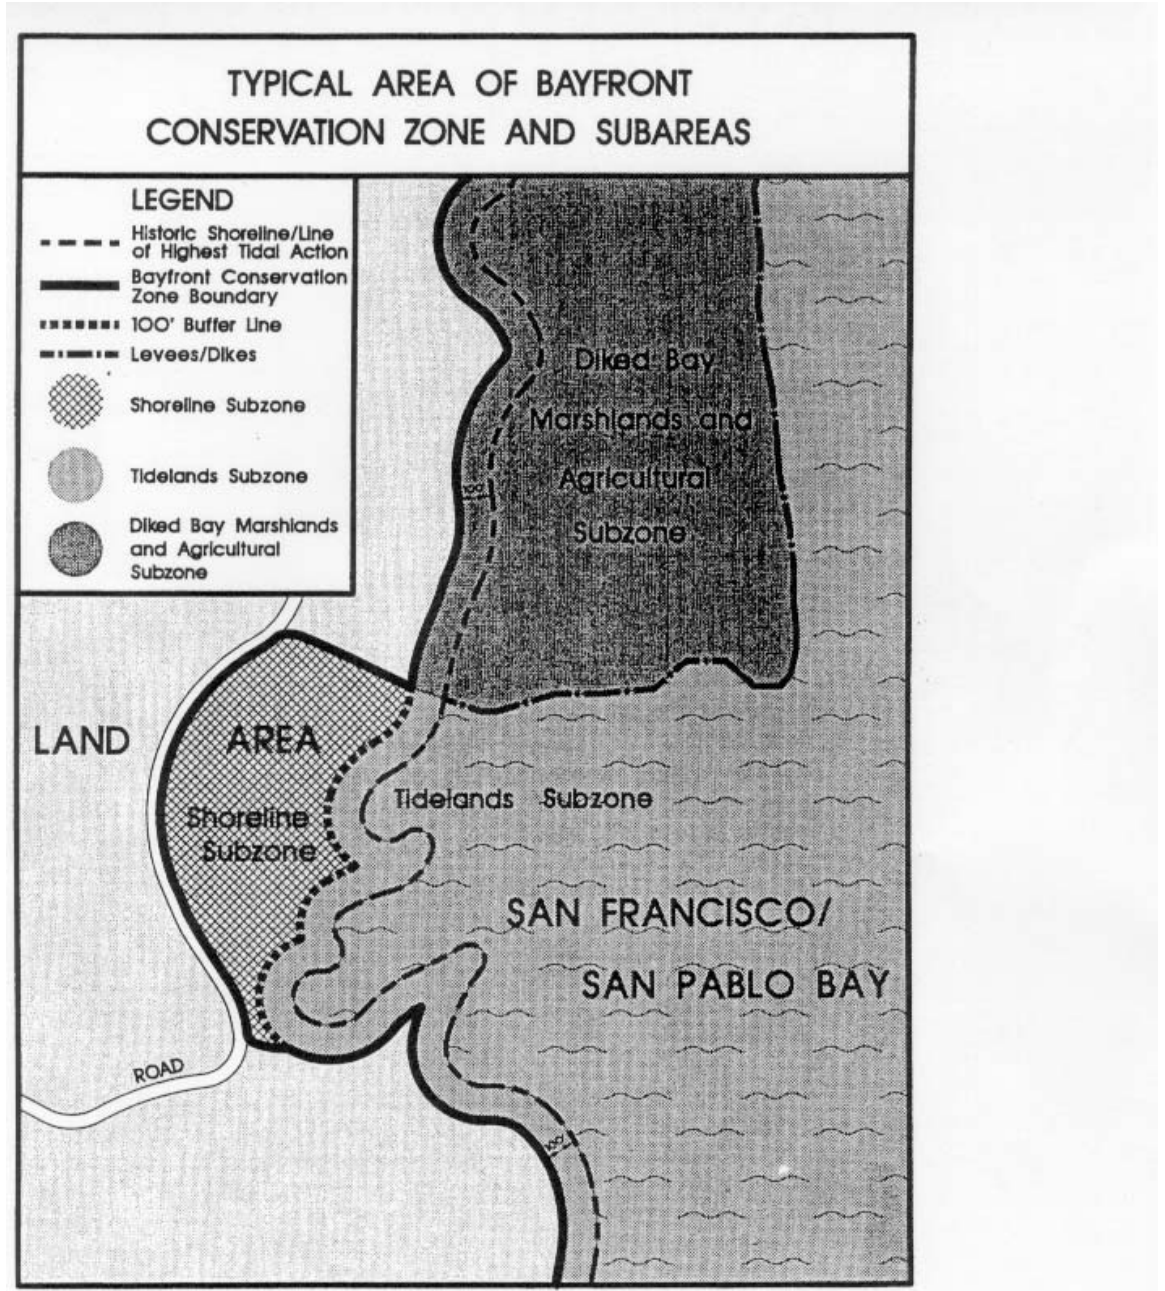 TYPICAL AREA OF BAYFRONT
CONSERVATION ZONE AND SUBAREAS
LEGEND
Historic Shoreline/Line
of Highest Tidal Action
Bayfront Conservation
Zone Boundary
100' Buffer Line
Levees/Dikes
Shoreline Subzone
Tidelands Subzone
Diked Bay Marshlands
and Agricultural
Subzone
Diked Bay
Marshlands and
Agricultural
Subzone
100'
LAND AREA
Shoreline
Subzone
Tidelands Subzone
SAN FRANCISCO/
SAN PABLO BAY
ROAD
100'